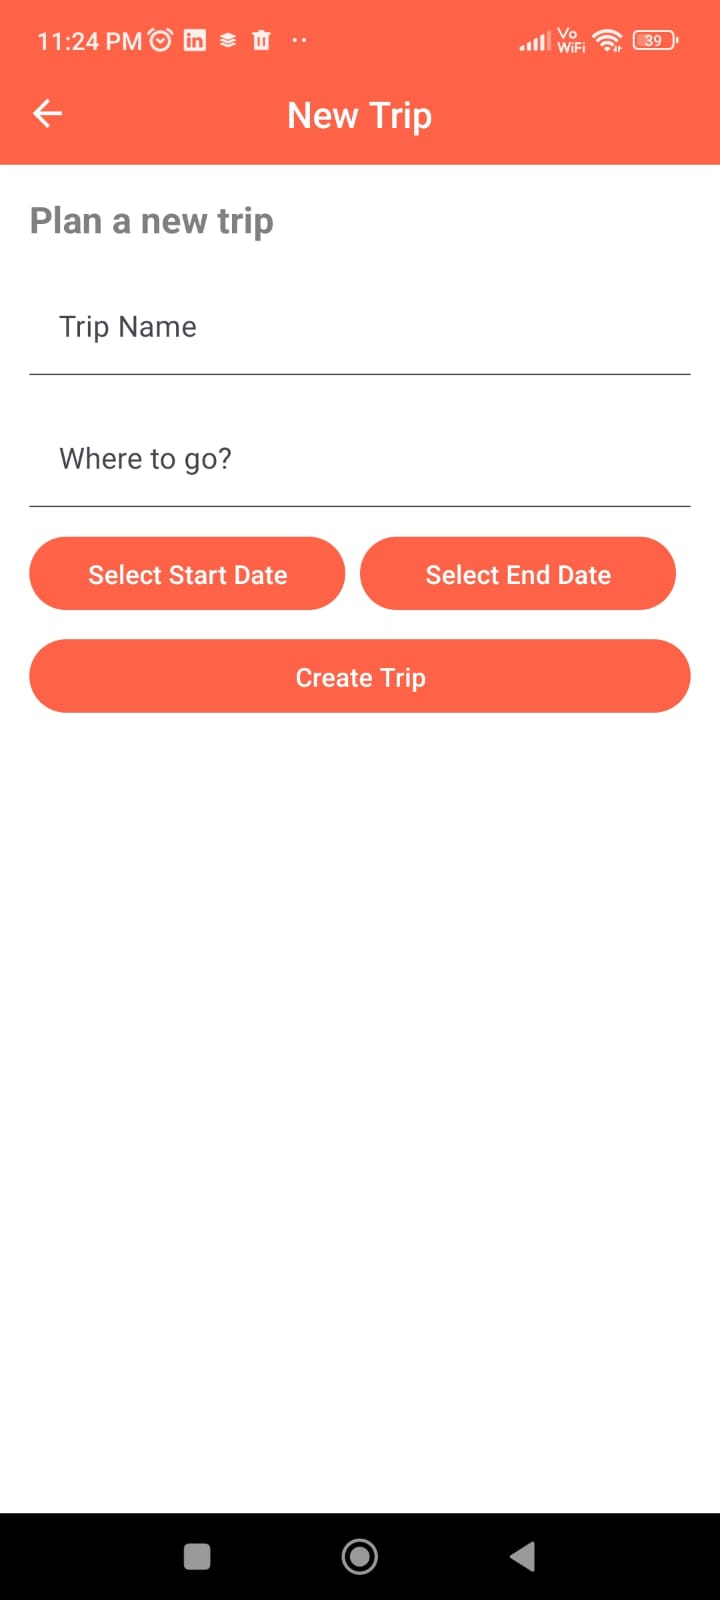 11:24 PM in Vo WiFi 39
New Trip
Plan a new trip
Trip Name
Where to go?
Select Start Date Select End Date
Create Trip